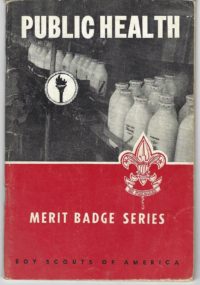 PUBLIC HEALTH
MERIT BADGE SERIES
BOY SCOUTS OF AMERICA